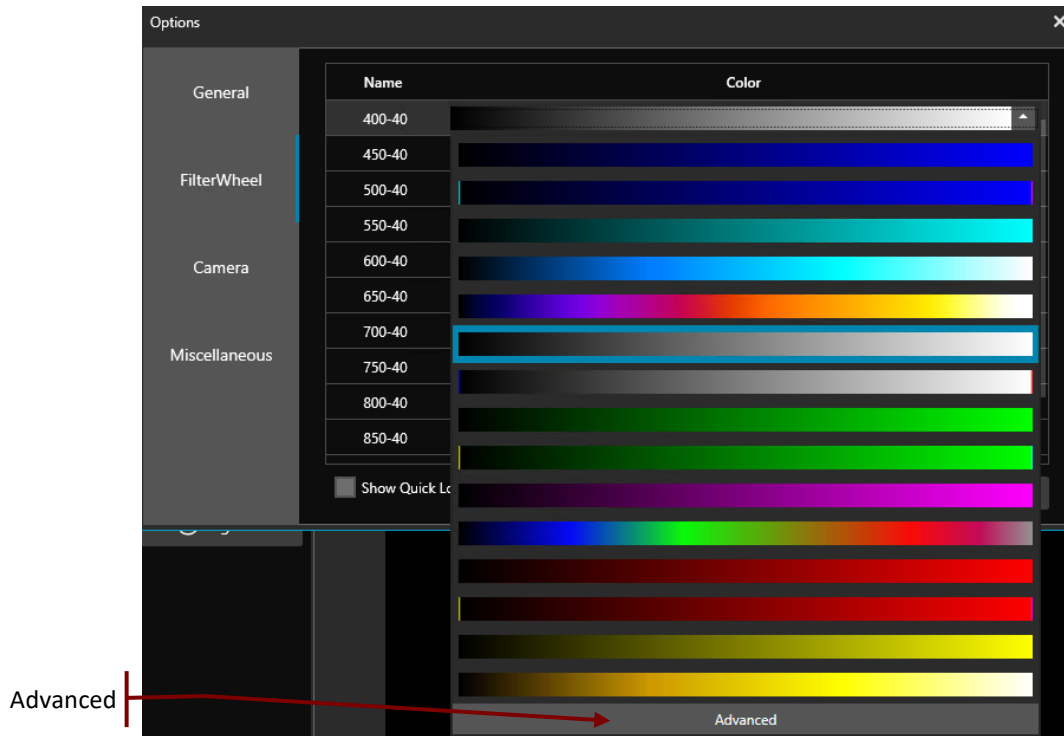 Options
General
FilterWheel
Camera
Miscellaneous
Name Color
400-40
450-40
500-40
550-40
600-40
650-40
700-40
750-40
800-40
850-40
Show Quick
Advanced
Advanced